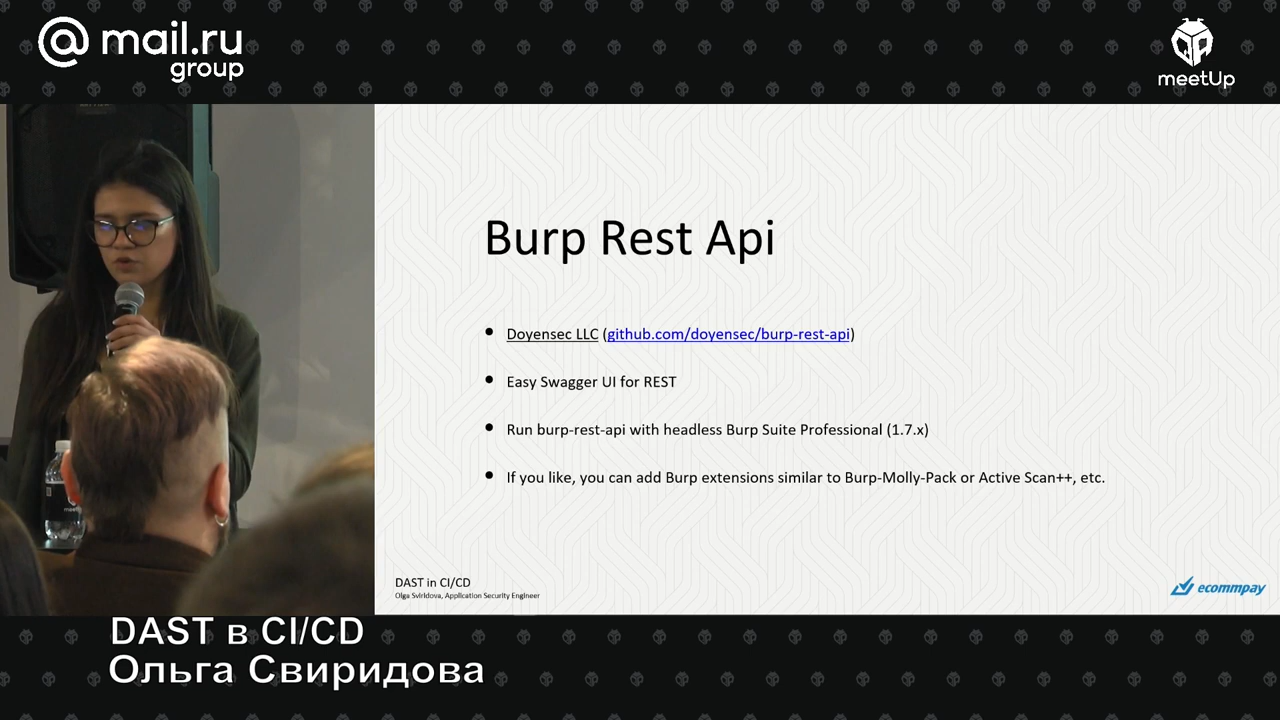 @mail.ru
group
meetUp
Burp Rest Api
Doyensec LLC (github.com/doyensec/burp-rest-api)
Easy Swagger UI for REST
Run burp-rest-api with headless Burp Suite Professional (1.7.x)
If you like, you can add Burp extensions similar to Burp-Molly-Pack or Active Scan++, etc.
DAST in CI/CD
Olga Sviridova, Application Security Engineer
ecommpay
DAST в CI/CD
Ольга Свиридова